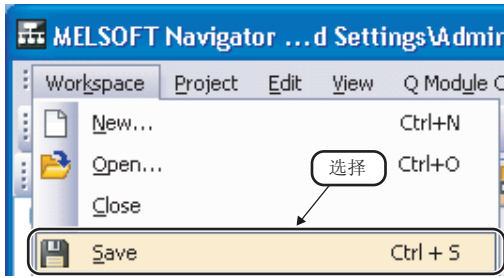 MELSOFT Navigator ...d Settings\Admin
Workspace Project Edit View Q Module
New... Ctrl+N
Open... Ctrl+O
选择
Close
Save Ctrl + S